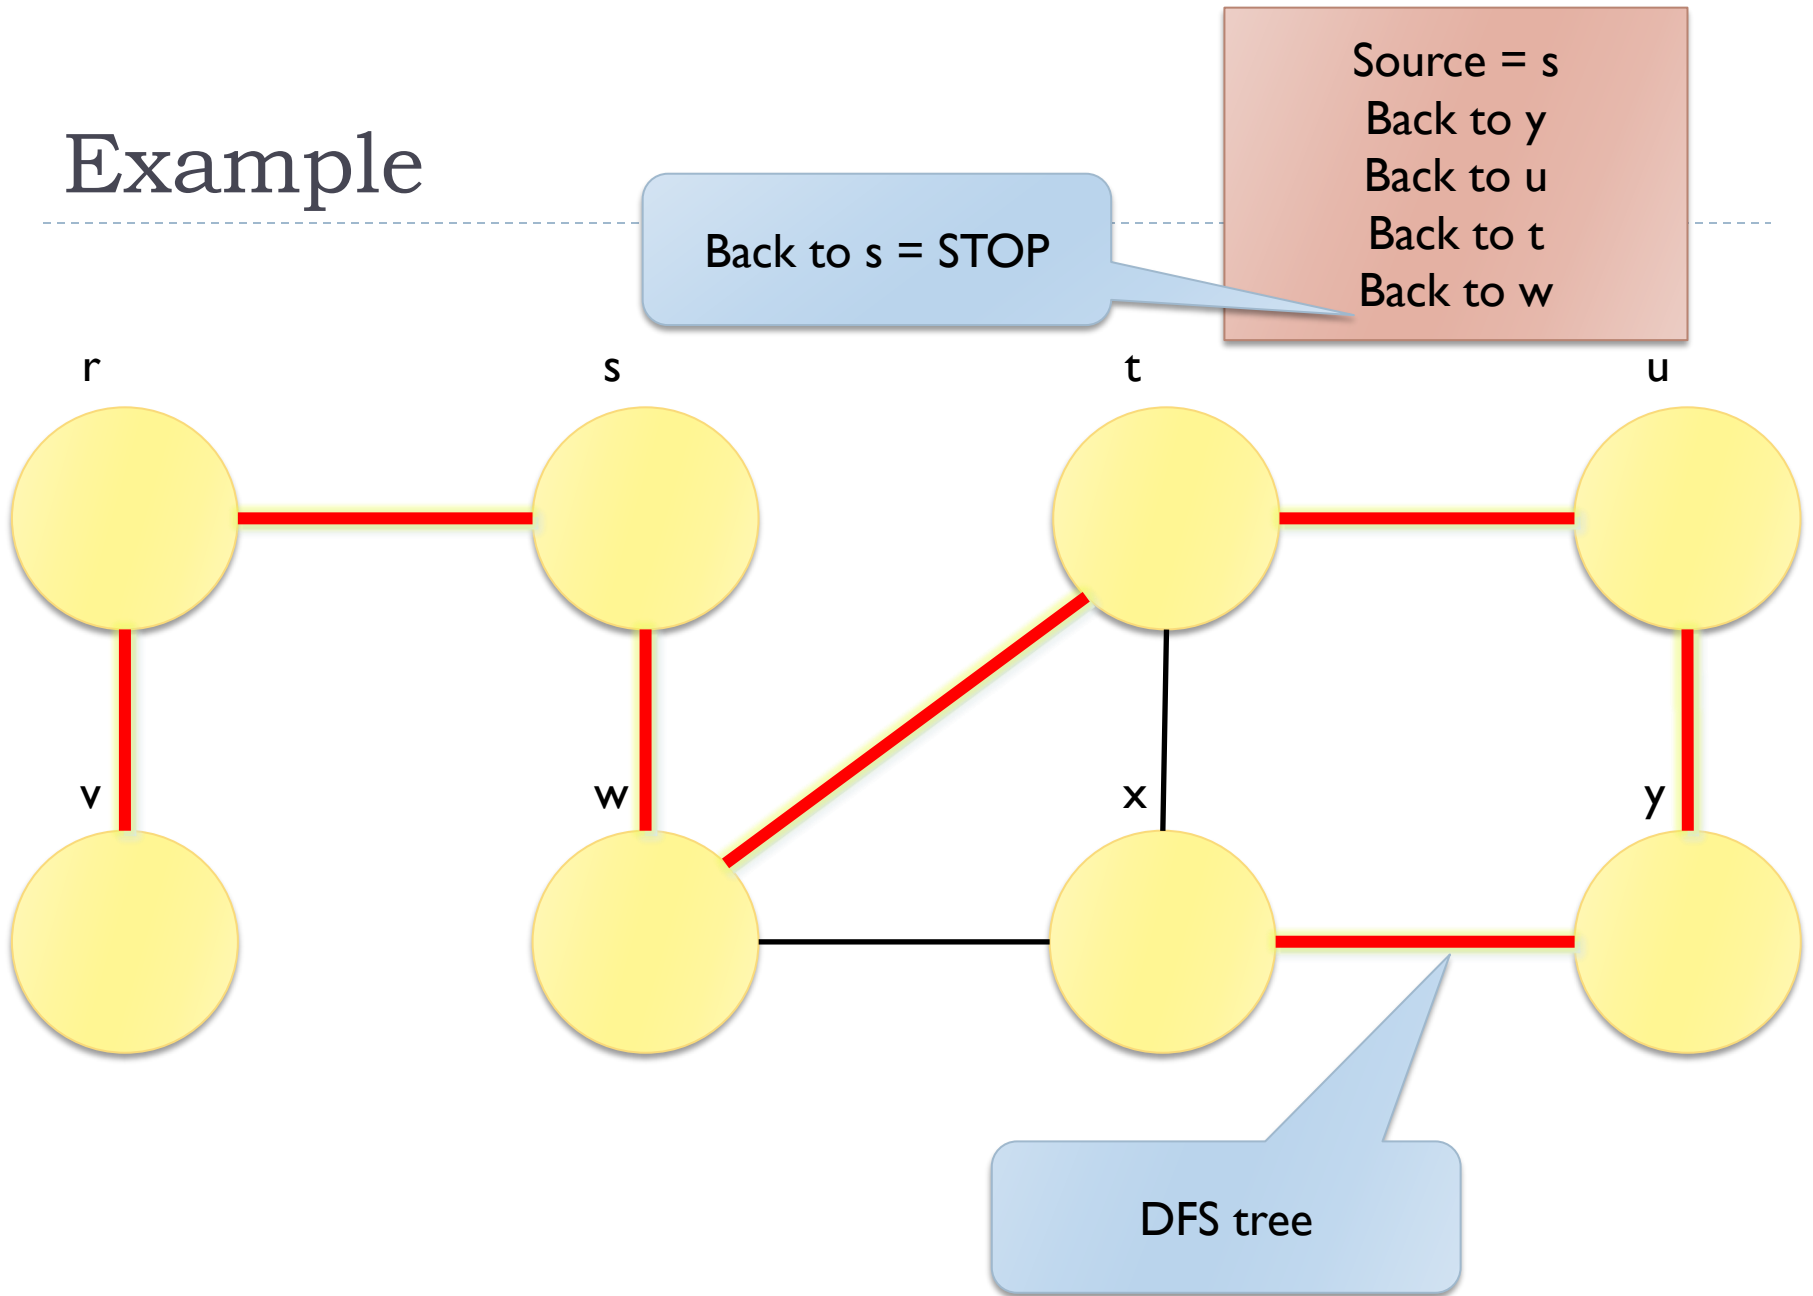 Example
Source = s
Back to y
Back to u
Back to t
Back to w
Back to s = STOP
r
s
t
u
v
w
x
y
DFS tree